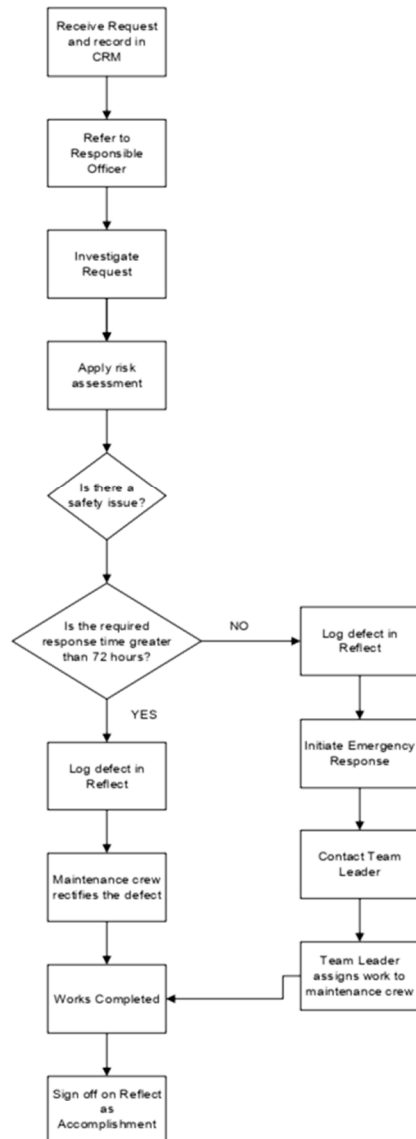 Receive Request
and record in
CRM
Refer to
Responsible
Officer
Investigate
Request
Apply risk
assessment
Is there a
safety issue?
Is the required
response time greater
than 72 hours?
NO
YES
Log defect in
Reflect
Maintenance crew
rectifies the defect
Log defect in
Reflect
Initiate Emergency
Response
Contact Team
Leader
Team Leader
assigns work to
maintenance crew
Works Completed
Sign off on Reflect
as
Accomplishment